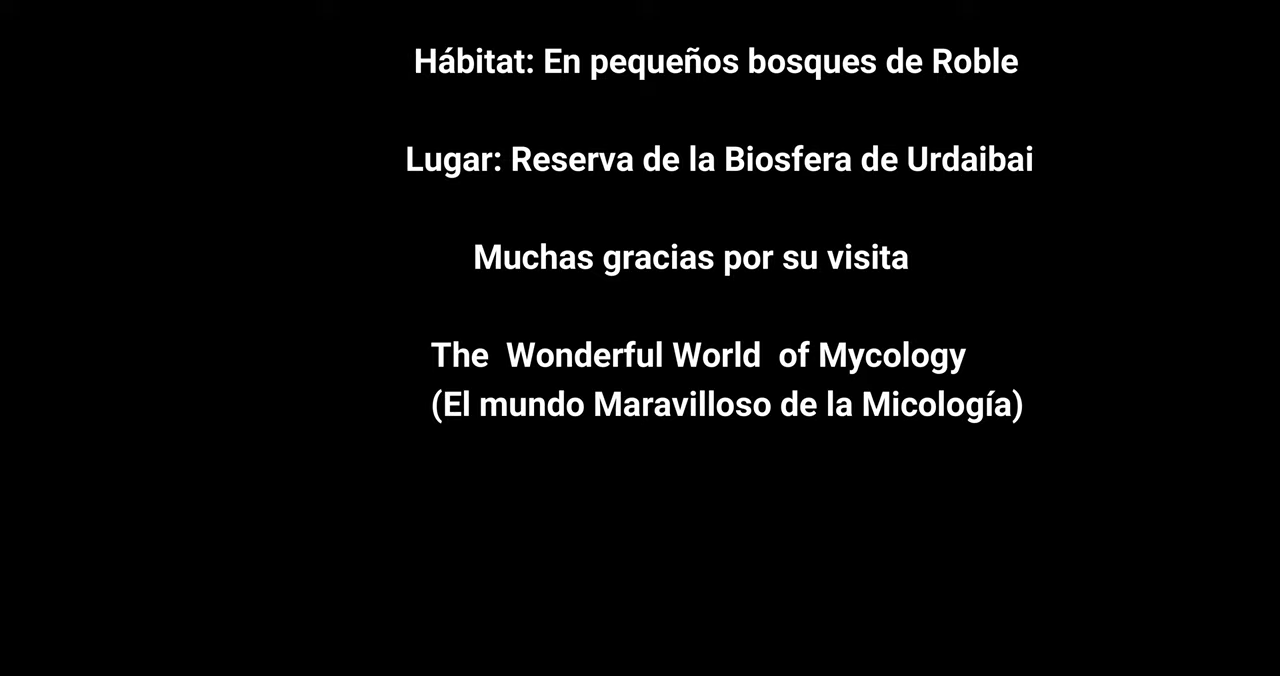 Hábitat: En pequeños bosques de Roble
Lugar: Reserva de la Biosfera de Urdaibai
Muchas gracias por su visita
The Wonderful World of Mycology
(El mundo Maravilloso de la Micología)